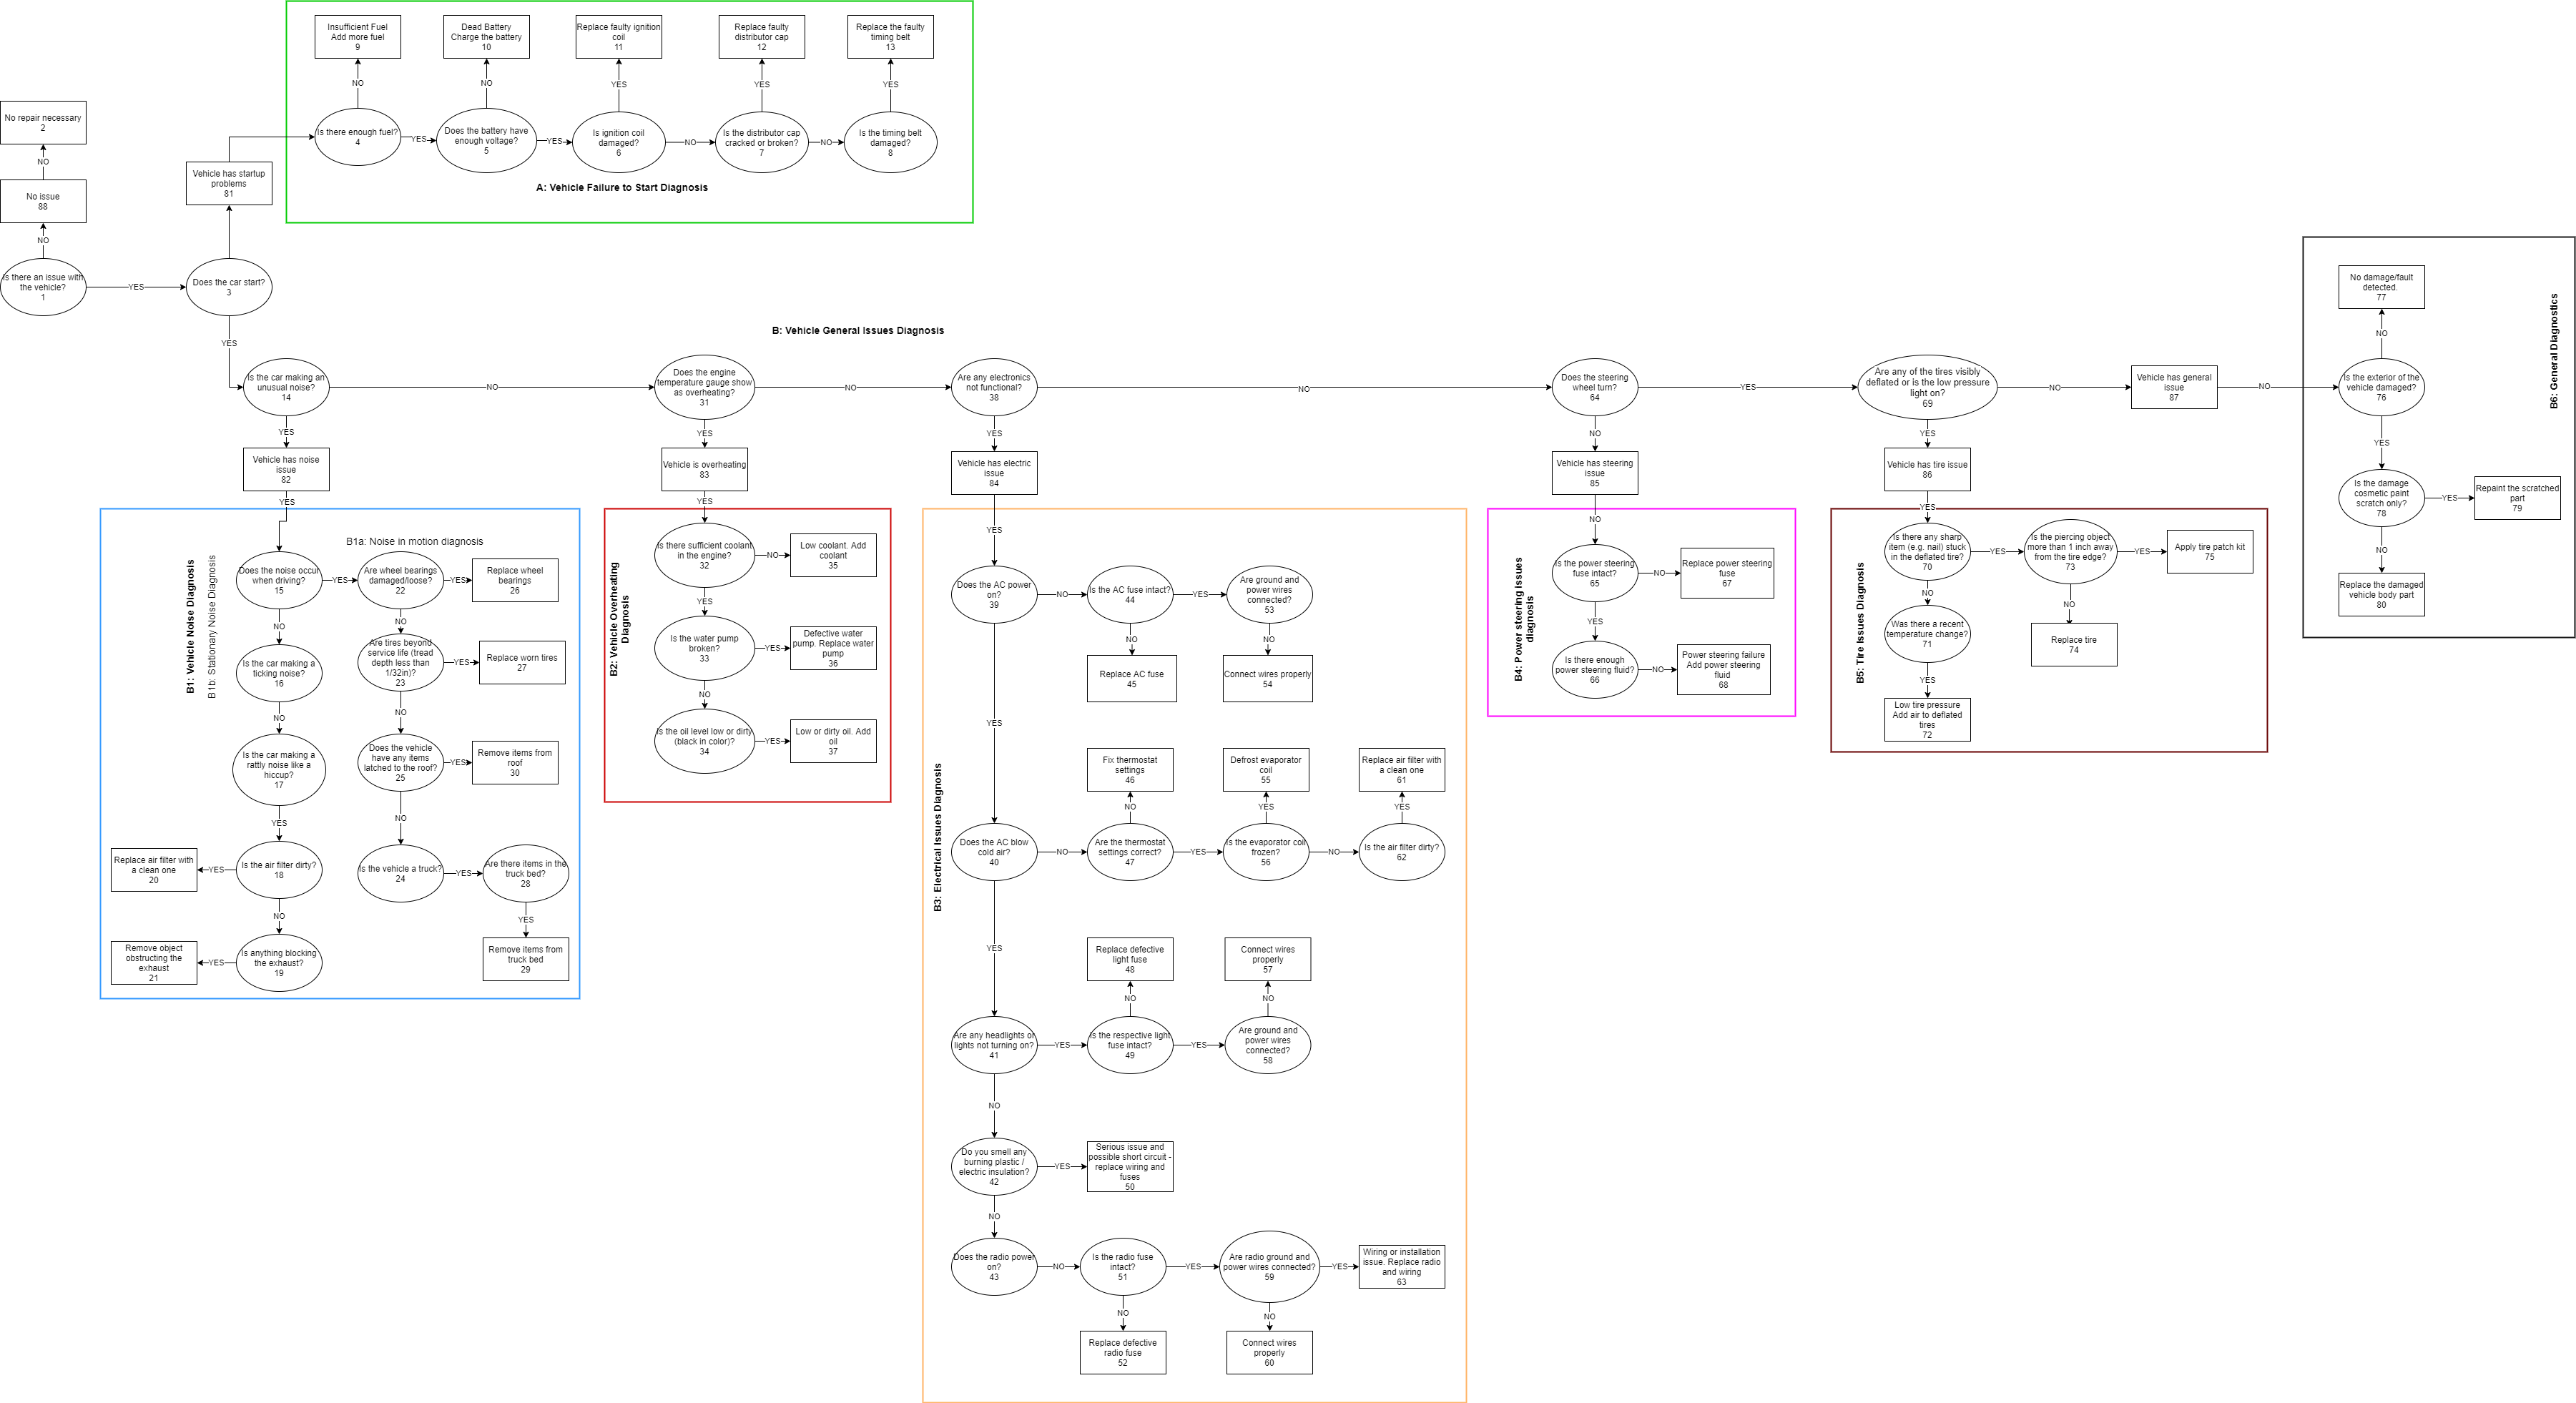 Insufficient Fuel
Add more fuel
9
Dead Battery
Charge the battery
10
Replace faulty ignition
coil
11
Replace faulty
distributor cap
12
Replace the faulty
timing belt
13
NO
NO
YES
YES
YES
Is there enough fuel?
4
YES
Does the battery have
enough voltage?
5
YES
Is ignition coil
damaged?
6
NO
Is the distributor cap
cracked or broken?
7
NO
Is the timing belt
damaged?
8
A: Vehicle Failure to Start Diagnosis
No repair necessary
2
NO
No issue
88
NO
Is there an issue with
the vehicle?
1
YES
Vehicle has startup
problems
81
Does the car start?
3
YES
B: Vehicle General Issues Diagnosis
Is the car making an
unusual noise?
14
NO
Does the engine
temperature gauge show
as overheating?
31
NO
Are any electronics
not functional?
38
NO
Does the steering
wheel turn?
64
YES
Are any of the tires visibly
deflated or is the low pressure
light on?
69
NO
Vehicle has general
issue
87
NO
YES
Vehicle has noise
issue
82
YES
YES
Vehicle is overheating
83
YES
YES
Vehicle has electric
issue
84
YES
NO
Vehicle has steering
issue
85
NO
YES
Vehicle has tire issue
86
YES
B6: General Diagnostics
No damage/fault
detected.
77
NO
Is the exterior of the
vehicle damaged?
76
YES
Is the damage
cosmetic paint
scratch only?
78
YES
Repaint the scratched
part
79
NO
Replace the damaged
vehicle body part
80
B1: Vehicle Noise Diagnosis
B1b: Stationary Noise Diagnosis
B1a: Noise in motion diagnosis
Does the noise occur
when driving?
15
YES
Are wheel bearings
damaged/loose?
22
YES
Replace wheel
bearings
26
NO
NO
Is the car making a
ticking noise?
16
Are tires beyond
service life (tread
depth less than
1/32in)?
23
YES
Replace worn tires
27
NO
NO
Is the car making a
rattly noise like a
hiccup?
17
Does the vehicle
have any items
latched to the roof?
25
YES
Remove items from
roof
30
YES
NO
Replace air filter with
a clean one
20
YES
Is the air filter dirty?
18
Is the vehicle a truck?
24
YES
Are there items in the
truck bed?
28
NO
YES
Remove object
obstructing the
exhaust
21
YES
Is anything blocking
the exhaust?
19
Remove items from
truck bed
29
B2: Vehicle Overheating
Diagnosis
Is there sufficient coolant
in the engine?
32
NO
Low coolant. Add
coolant
35
YES
Is the water pump
broken?
33
YES
Defective water
pump. Replace water
pump
36
NO
Is the oil level low or dirty
(black in color)?
34
YES
Low or dirty oil. Add
oil
37
B3: Electrical Issues Diagnosis
Does the AC power
on?
39
NO
Is the AC fuse intact?
44
YES
Are ground and
power wires
connected?
53
NO
NO
Replace AC fuse
45
Connect wires properly
54
YES
Fix thermostat
settings
46
Defrost evaporator
coil
55
Replace air filter with
a clean one
61
NO
YES
YES
Does the AC blow
cold air?
40
NO
Are the thermostat
settings correct?
47
YES
Is the evaporator coil
frozen?
56
NO
Is the air filter dirty?
62
YES
Replace defective
light fuse
48
Connect wires
properly
57
NO
NO
Are any headlights or
lights not turning on?
41
YES
Is the respective light
fuse intact?
49
YES
Are ground and
power wires
connected?
58
NO
Do you smell any
burning plastic /
electric insulation?
42
YES
Serious issue and
possible short circuit -
replace wiring and
fuses
50
NO
Does the radio power
on?
43
NO
Is the radio fuse
intact?
51
YES
Are radio ground and
power wires connected?
59
YES
Wiring or installation
issue. Replace radio
and wiring
63
NO
NO
Replace defective
radio fuse
52
Connect wires
properly
60
B4: Power steering issues
diagnosis
Is the power steering
fuse intact?
65
NO
Replace power steering
fuse
67
YES
Is there enough
power steering fluid?
66
NO
Power steering failure
Add power steering
fluid
68
B5: Tire Issues Diagnosis
Is there any sharp
item (e.g. nail) stuck
in the deflated tire?
70
YES
Is the piercing object
more than 1 inch away
from the tire edge?
73
YES
Apply tire patch kit
75
NO
NO
Was there a recent
temperature change?
71
Replace tire
74
YES
Low tire pressure
Add air to deflated
tires
72